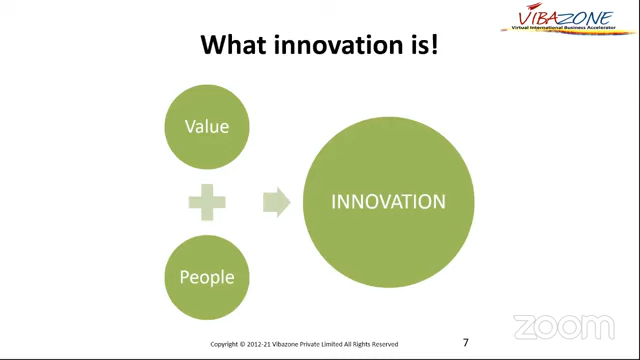 VIBAZONE
Virtual International Business Accelerator
What innovation is!
Value
INNOVATION
People
Copyright © 2012-21 Vibazone Private Limited All Rights Reserved
7
zoom